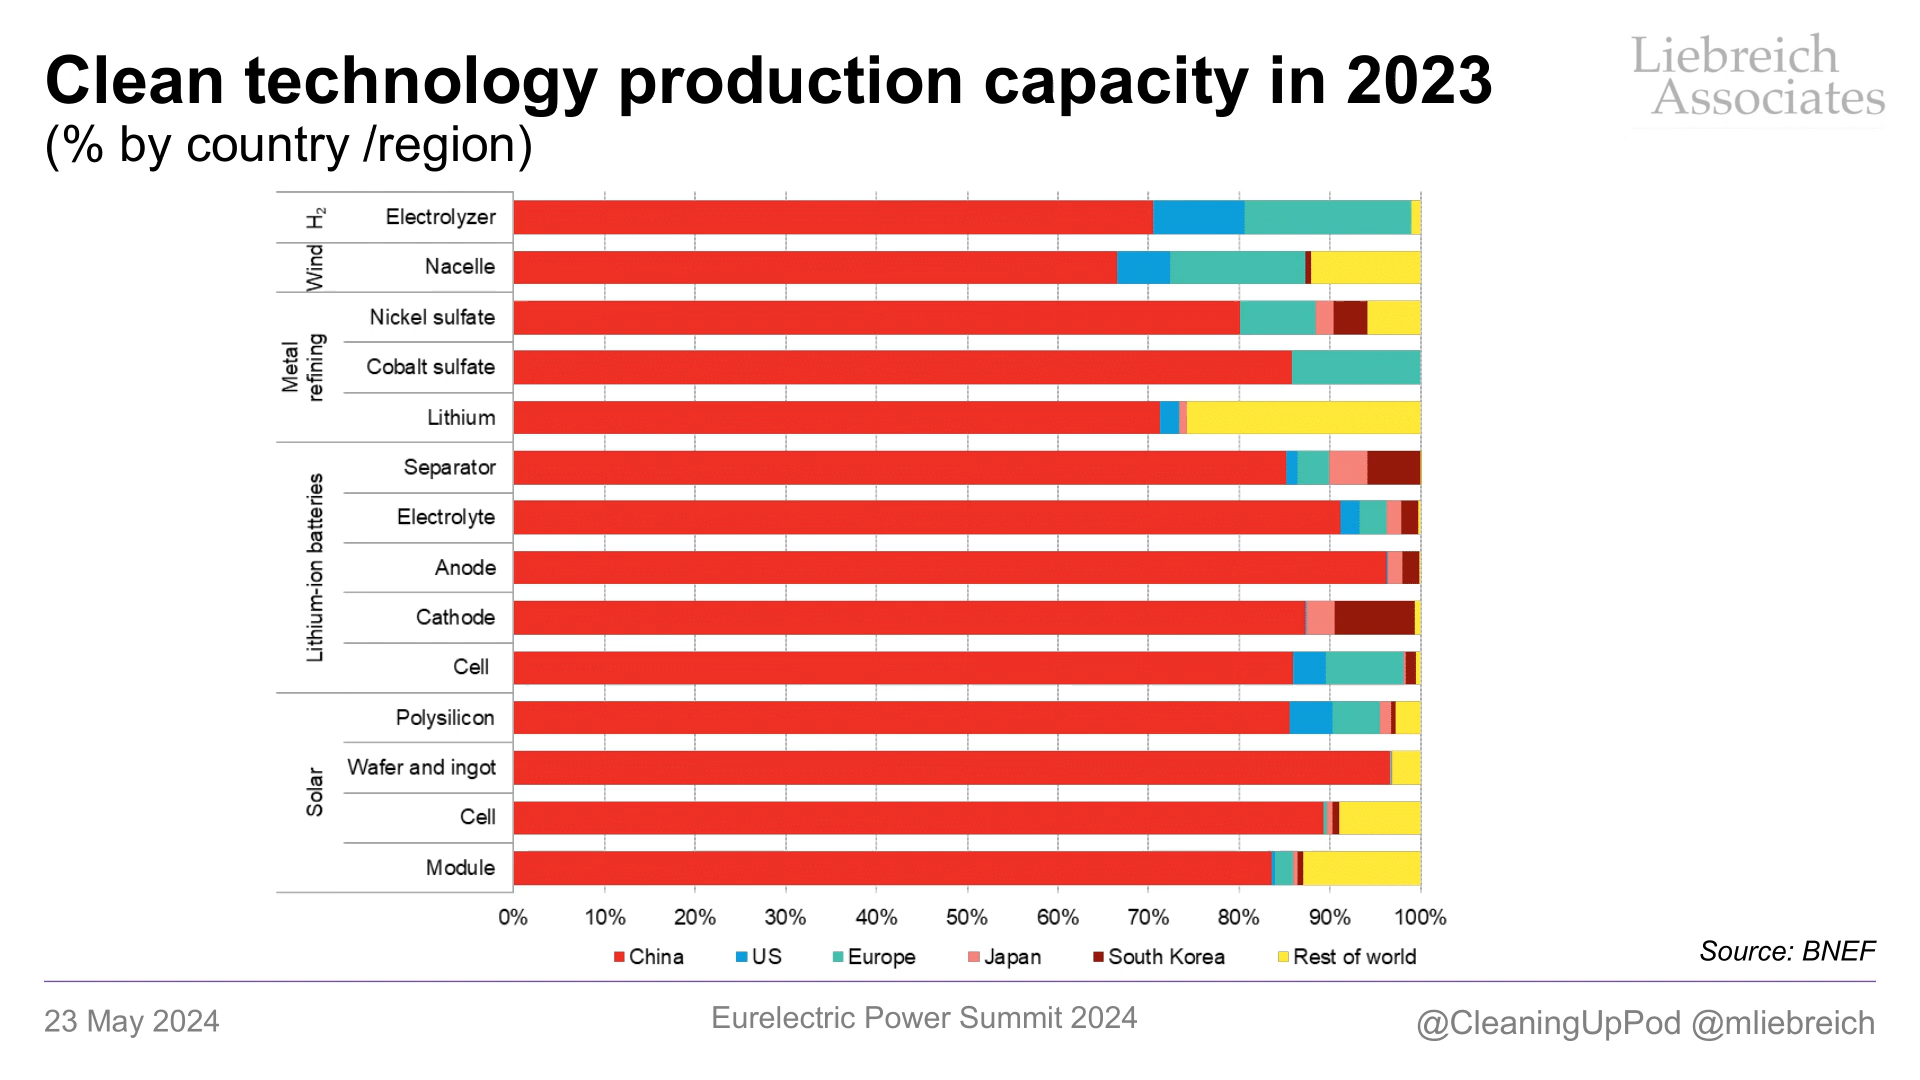 Clean technology production capacity in 2023
(% by country /region)
Liebreich
Associates
H₂
Electrolyzer
Wind
Nacelle
Metal
refining
Nickel sulfate
Cobalt sulfate
Lithium
Lithium-ion batteries
Separator
Electrolyte
Anode
Cathode
Cell
Solar
Polysilicon
Wafer and ingot
Cell
Module
0% 10% 20% 30% 40% 50% 60% 70% 80% 90% 100%
China US Europe Japan South Korea Rest of world
Source: BNEF
23 May 2024
Eurelectric Power Summit 2024
@CleaningUpPod @mliebreich